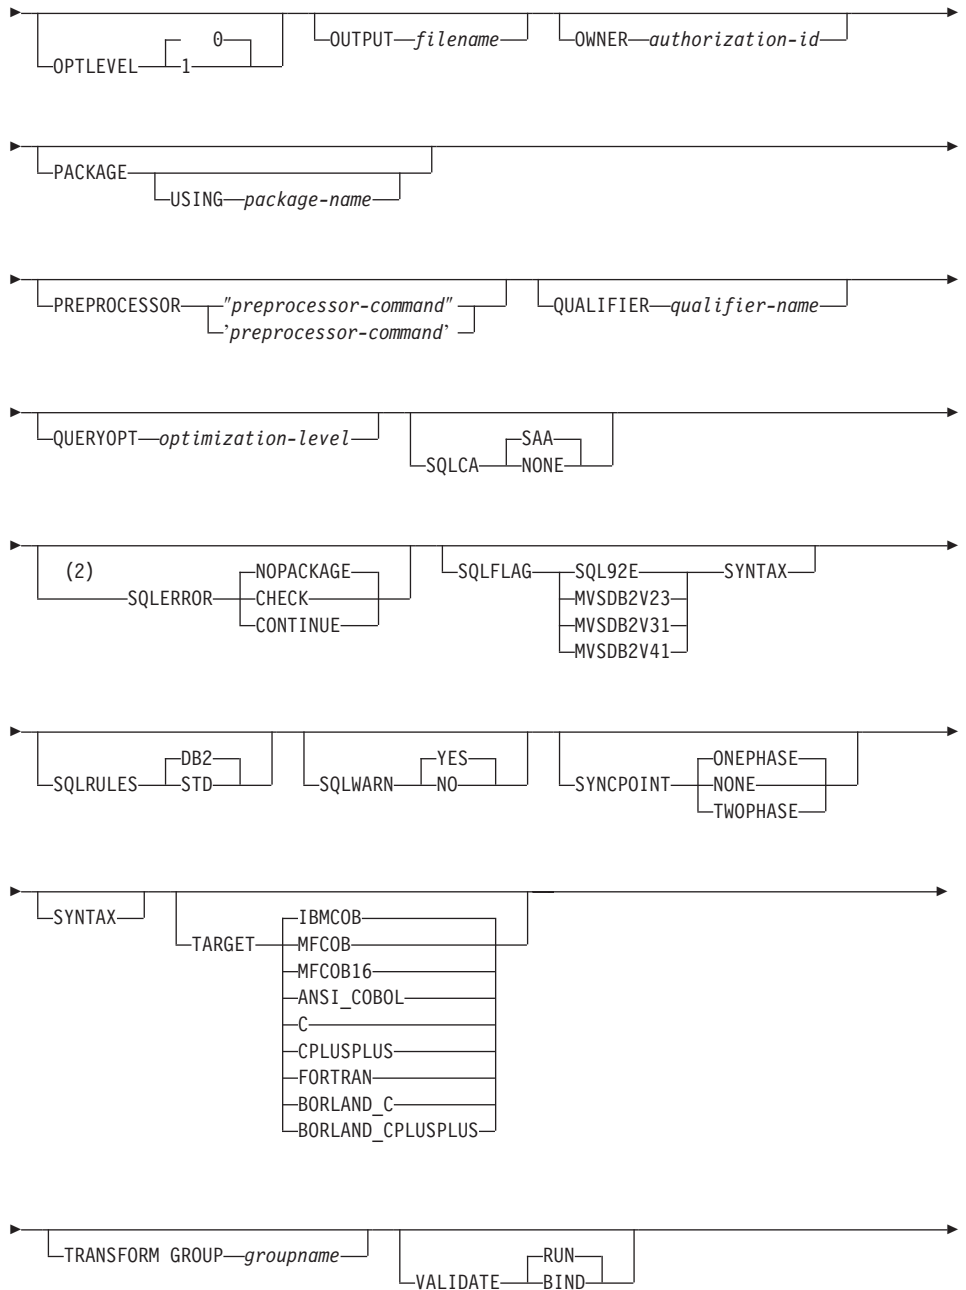 0
OUTPUT filename
OWNER authorization-id
OPTLEVEL 1
PACKAGE
USING package-name
PREPROCESSOR "preprocessor-command"
'preprocessor-command'
QUALIFIER qualifier-name
QUERYOPT optimization-level
SAA
SQLCA NONE
(2)
NOPACKAGE
SQLERROR CHECK
CONTINUE
SQLFLAG SQL92E SYNTAX
MVSDB2V23
MVSDB2V31
MVSDB2V41
DB2
SQLRULES STD
YES
SQLWARN NO
ONEPHASE
SYNCPOINT NONE
TWOPHASE
SYNTAX
IBMCOB
TARGET MFCOB
MFCOB16
ANSI_COBOL
C
CPLUSPLUS
FORTRAN
BORLAND_C
BORLAND_CPLUSPLUS
TRANSFORM GROUP groupname
RUN
VALIDATE BIND